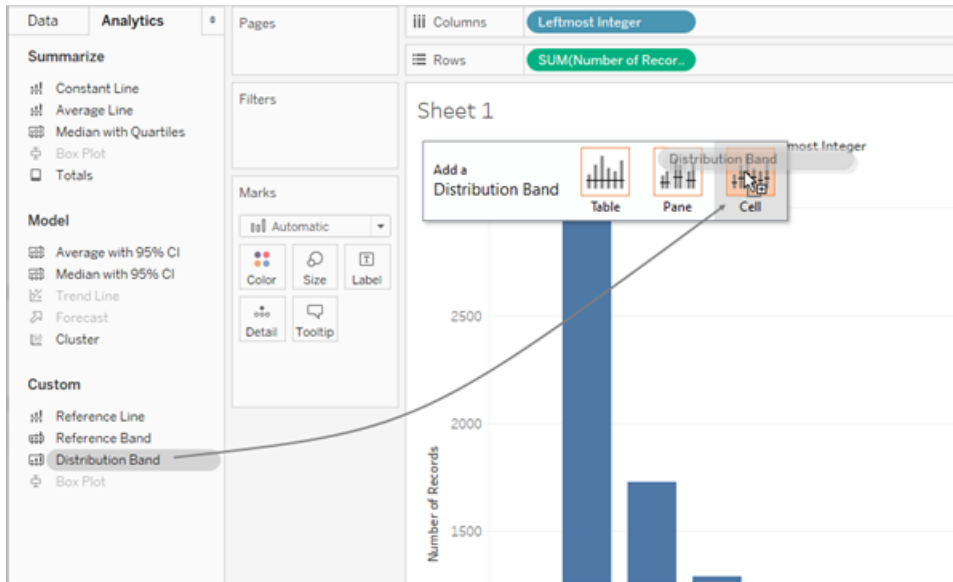 Data
Analytics
Pages
Columns
Leftmost Integer
Rows
SUM(Number of Recor..
Summarize
Constant Line
Average Line
Median with Quartiles
Box Plot
Totals
Model
Average with 95% CI
Median with 95% CI
Trend Line
Forecast
Cluster
Custom
Reference Line
Reference Band
Distribution Band
Box Plot
Filters
Marks
Automatic
Color
Size
Label
Detail
Tooltip
Sheet 1
most Integer
Add a
Distribution Band
Distribution Band
Table
Pane
Cell
2500
2000
1500
Number of Records